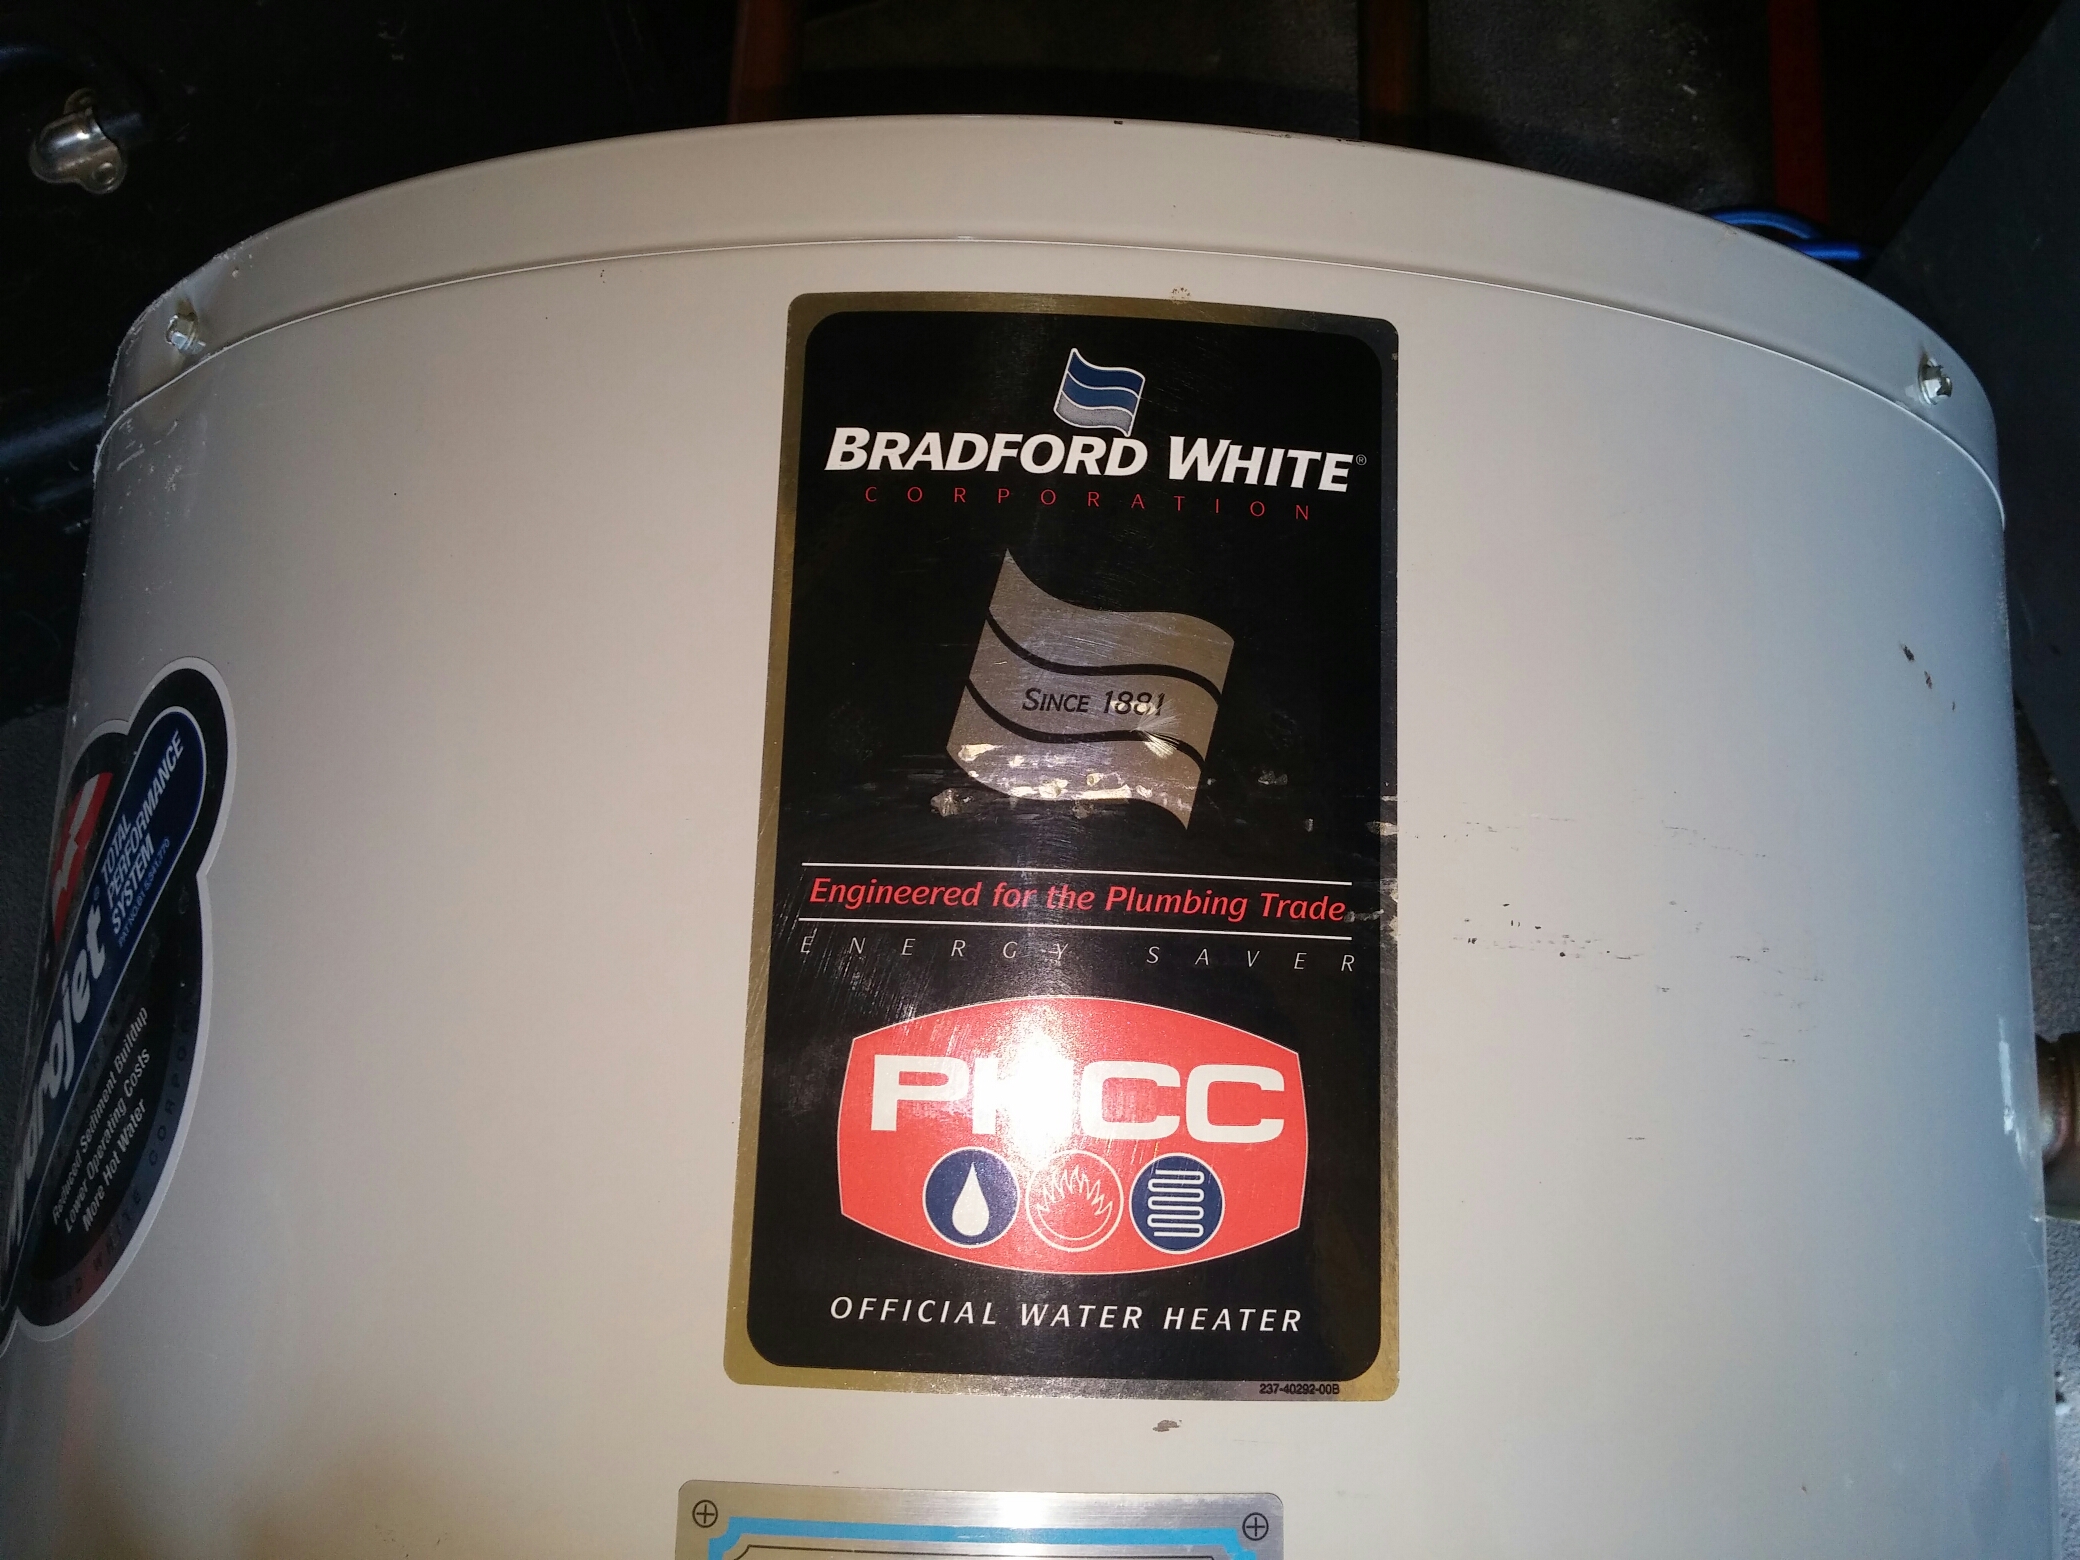 BRADFORD WHITE®
CORPORATION
SINCE 1881
Engineered for the Plumbing Trade
ENERGY SAVER
PHCC
OFFICIAL WATER HEATER
237-40292-00B
TOTAL
PERFORMANCE
SYSTEM
Reduced Sediment Buildup
Lower Operating Costs
More Hot Water